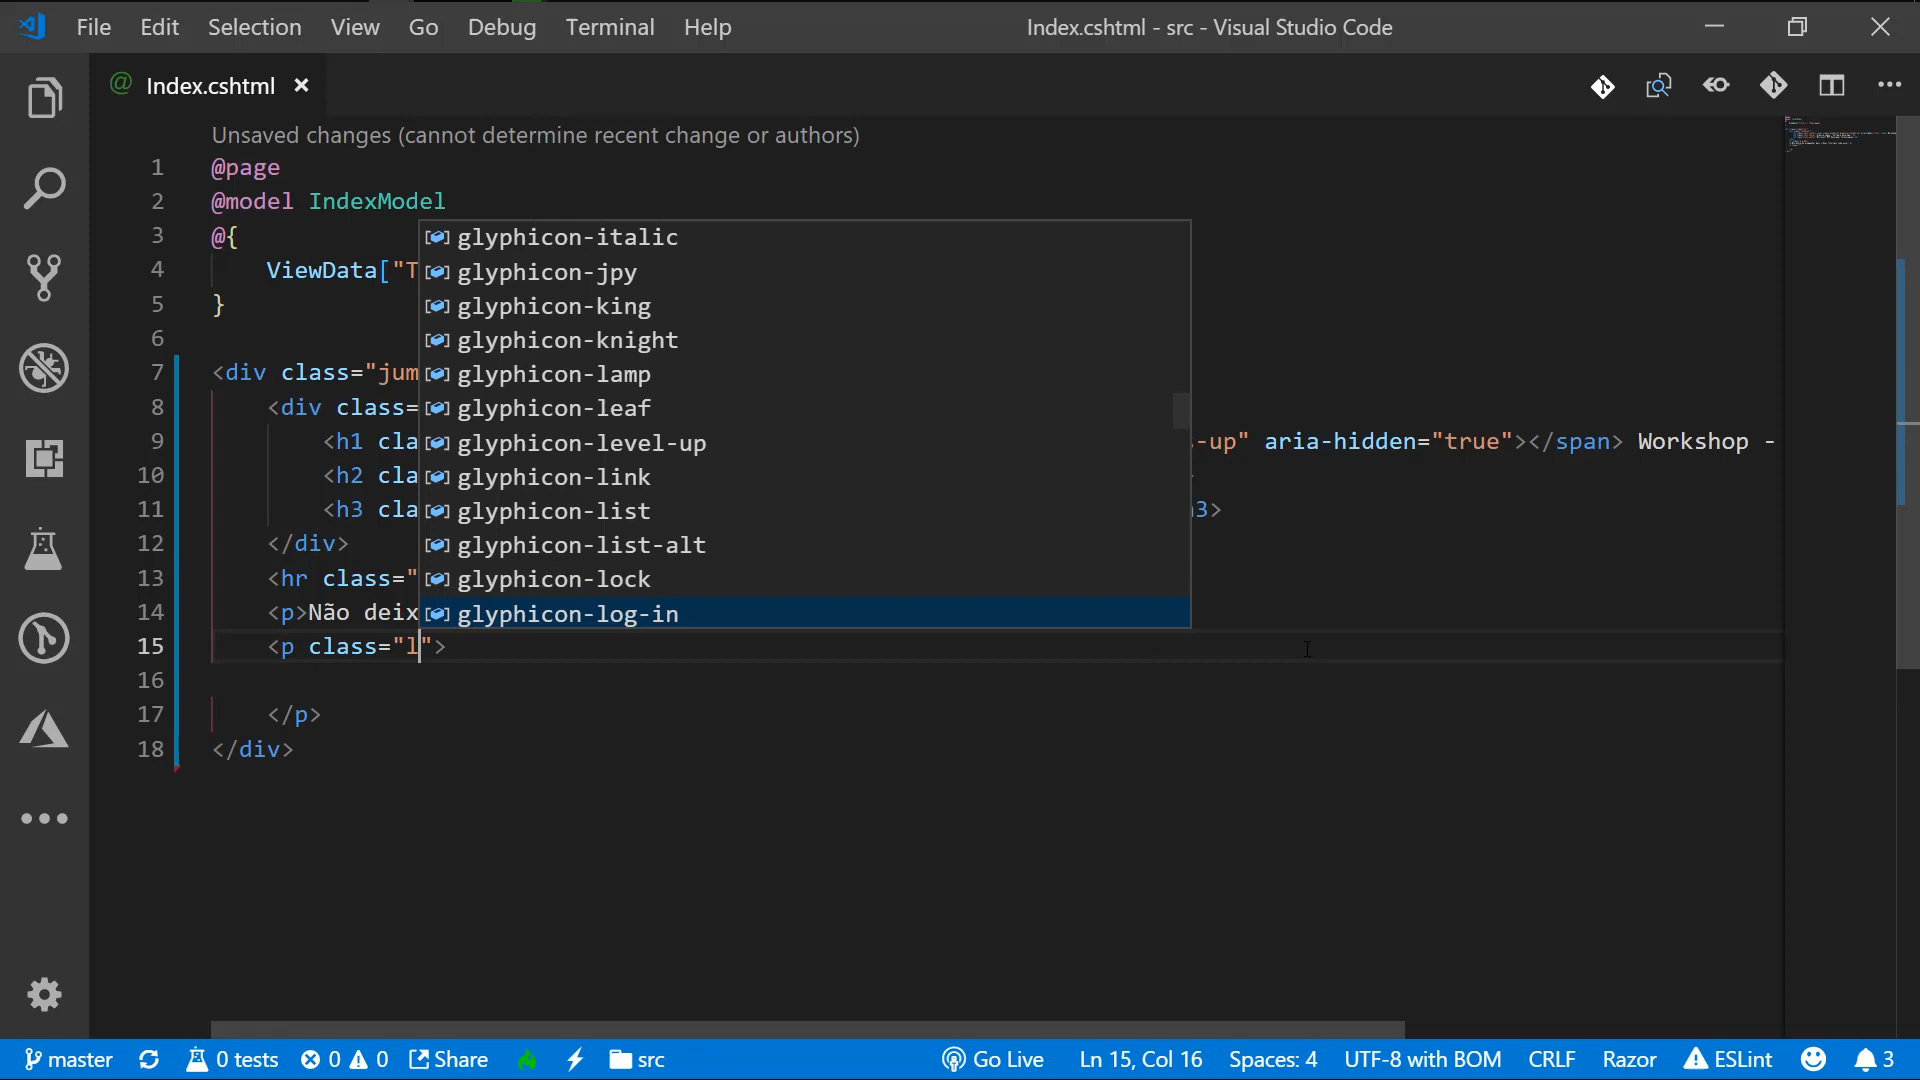 File Edit Selection View Go Debug Terminal Help Index.cshtml - src - Visual Studio Code
@ Index.cshtml ×
Unsaved changes (cannot determine recent change or authors)
1 @page
2 @model IndexModel
3 @{
4 ViewData["T
5 }
6
7 <div class="jum
8 <div class=
9 <h1 cla -up" aria-hidden="true"></span> Workshop -
10 <h2 cla
11 <h3 cla 3>
12 </div>
13 <hr class="
14 <p>Não deix
15 <p class="l">
16
17 </p>
18 </div>
glyphicon-italic
glyphicon-jpy
glyphicon-king
glyphicon-knight
glyphicon-lamp
glyphicon-leaf
glyphicon-level-up
glyphicon-link
glyphicon-list
glyphicon-list-alt
glyphicon-lock
glyphicon-log-in
master 0 tests 0 0 Share src Go Live Ln 15, Col 16 Spaces: 4 UTF-8 with BOM CRLF Razor ESLint 3